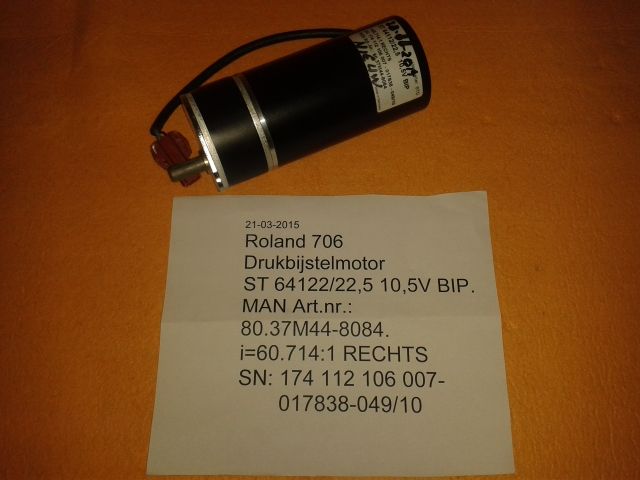 NEUW
21-03-2015
Roland 706
Drukbijstelmotor
ST 64122/22,5 10,5V BIP.
MAN Art.nr.:
80.37M44-8084.
i=60.714:1 RECHTS
SN: 174 112 106 007-
017838-049/10